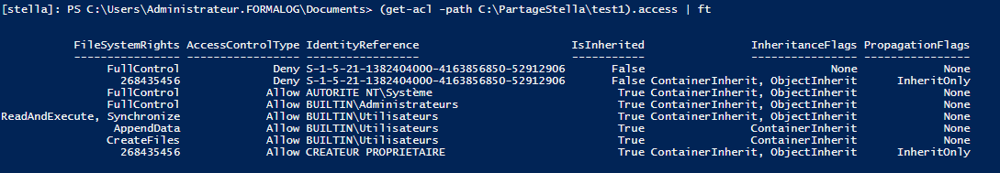 [stella]: PS C:\Users\Administrateur.FORMALOG\Documents> (get-acl -path C:\PartageStella\test1).access | ft
FileSystemRights AccessControlType IdentityReference IsInherited InheritanceFlags PropagationFlags
---------------- ----------------- ----------------- ----------- ---------------- ----------------
FullControl Deny S-1-5-21-1382404000-4163856850-52912906 False None None
268435456 Deny S-1-5-21-1382404000-4163856850-52912906 False ContainerInherit, ObjectInherit InheritOnly
FullControl Allow AUTORITE NT\Système True ContainerInherit, ObjectInherit None
FullControl Allow BUILTIN\Administrateurs True ContainerInherit, ObjectInherit None
ReadAndExecute, Synchronize Allow BUILTIN\Utilisateurs True ContainerInherit, ObjectInherit None
AppendData Allow BUILTIN\Utilisateurs True ContainerInherit None
CreateFiles Allow BUILTIN\Utilisateurs True ContainerInherit None
268435456 Allow CREATEUR PROPRIETAIRE True ContainerInherit, ObjectInherit InheritOnly